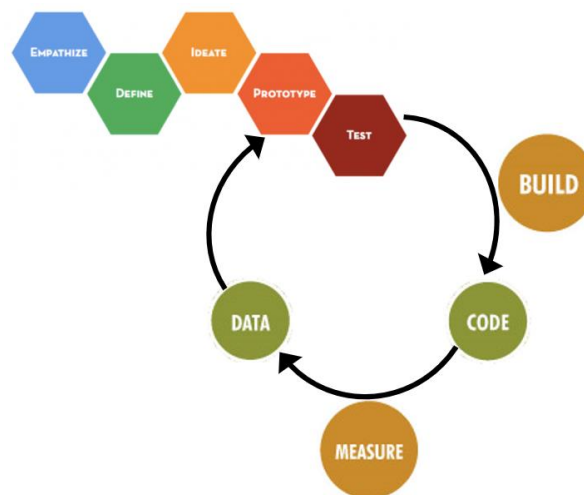 EMPATHIZE
DEFINE
IDEATE
PROTOTYPE
TEST
BUILD
CODE
MEASURE
DATA